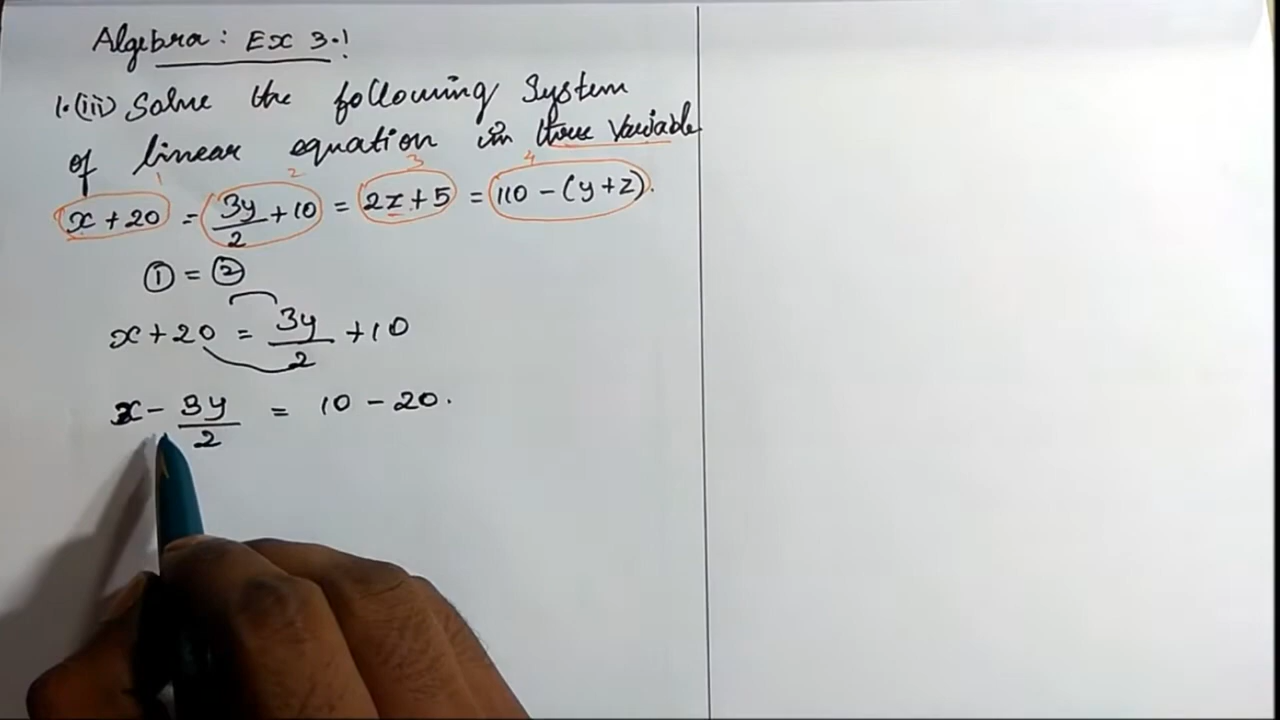 Algebra: Ex 3.1
1.(iii) Solve the following System
of linear equation in three Variable
1 2 3 4
x + 20 = 3y/2 + 10 = 2z + 5 = 110 - (y + z).
① = ②
x + 20 = 3y/2 + 10
x - 3y/2 = 10 - 20.